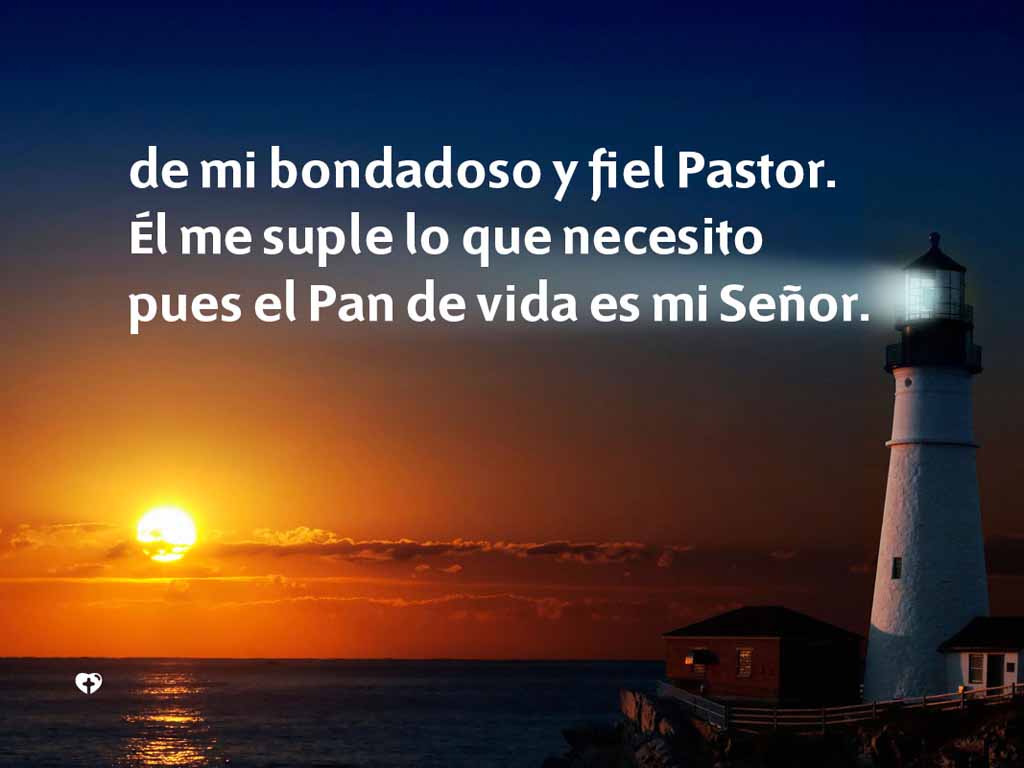 de mi bondadoso y fiel Pastor.
Él me suple lo que necesito
pues el Pan de vida es mi Señor.